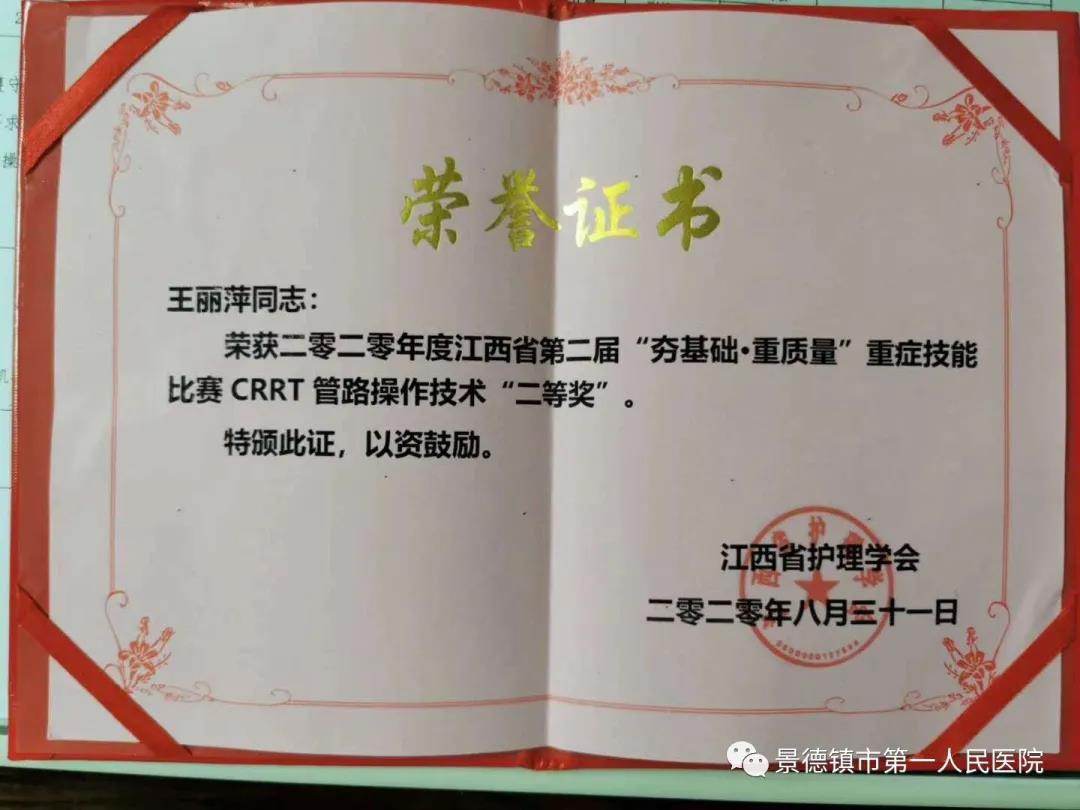 荣誉证书
王丽萍同志：
荣获二零二零年度江西省第二届“夯基础·重质量”重症技能
比赛 CRRT 管路操作技术“二等奖”。
特颁此证，以资鼓励。
江西省护理学会
二零二零年八月三十一日
景德镇市第一人民医院